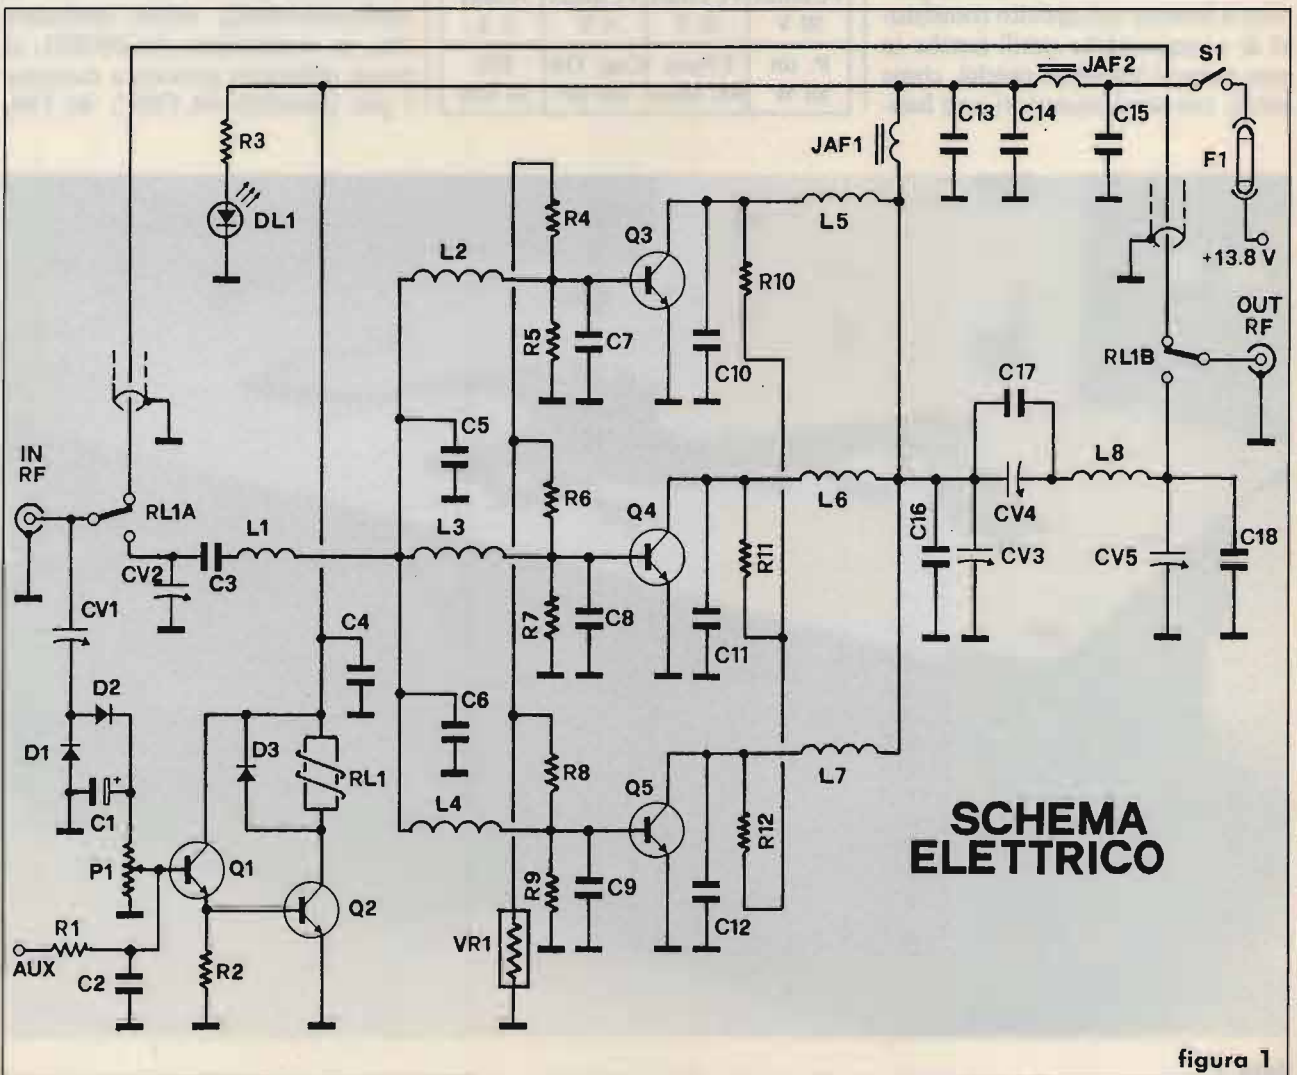 S1
JAF2
C13
C14
C15
R3
JAF1
F1
DL1
R4
L5
Q3
L2
R10
+13.8 V
OUT
RF
R5
C7
C10
RL1B
C17
C5
IN
RF
R6
L8
L6
RL1A
Q4
CV4
L1
L3
C16
R11
C18
CV2
C3
CV3
CV5
CV1
R7
C8
C4
C11
D2
C6
D1
D3
RL1
R8
L7
Q5
C1
+
L4
R12
SCHEMA
ELETTRICO
P1
Q1
R9
C9
Q2
C12
R1
VR1
AUX
C2
R2
figura 1